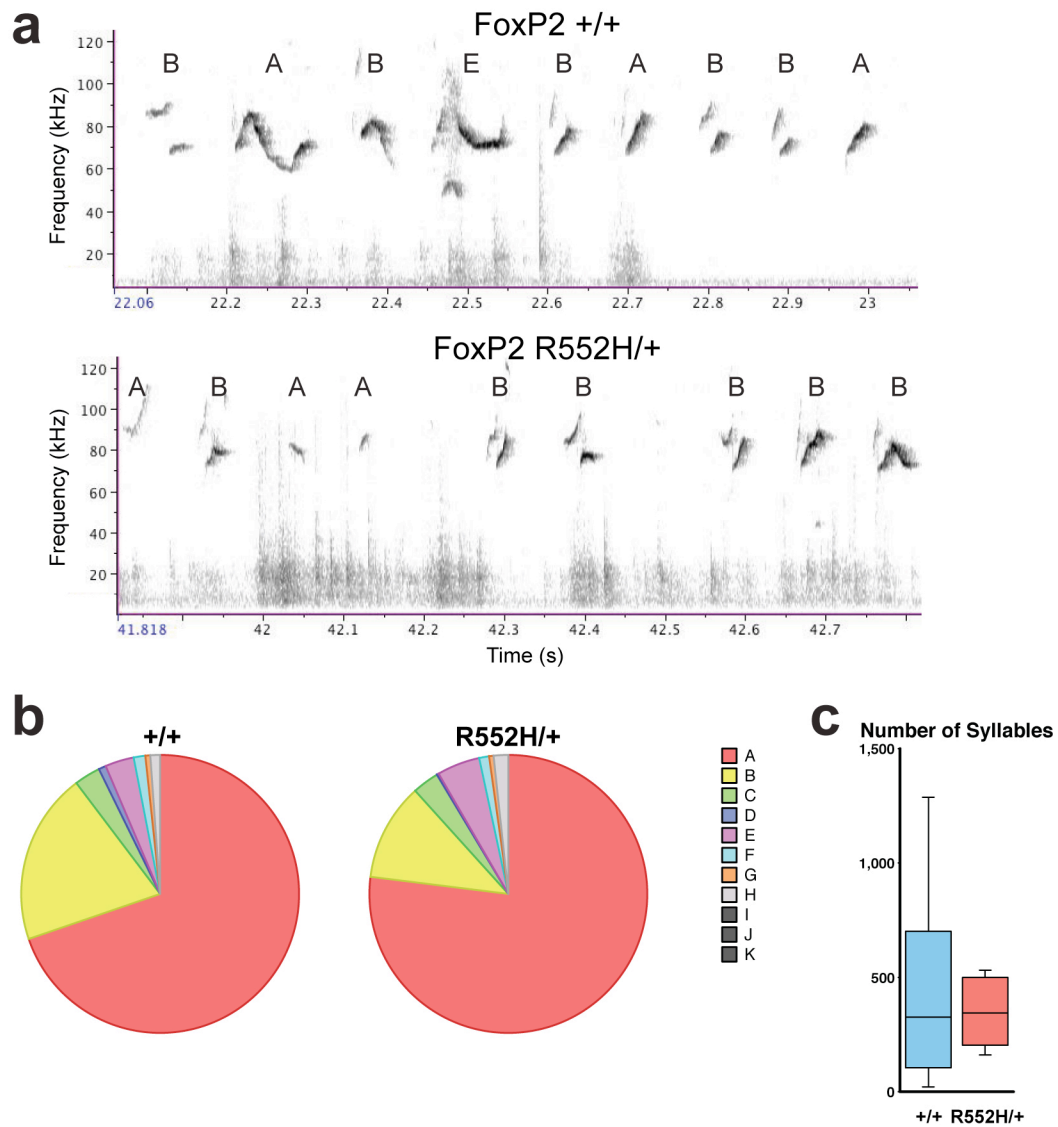 a
FoxP2 +/+
Frequency (kHz)
120
100
80
60
40
20
B A B E B A B B A
22.06 22.2 22.3 22.4 22.5 22.6 22.7 22.8 22.9 23
FoxP2 R552H/+
Frequency (kHz)
120
100
80
60
40
20
A B A A B B B B B
41.818 42 42.1 42.2 42.3 42.4 42.5 42.6 42.7
Time (s)
b
+/+
R552H/+
A
B
C
D
E
F
G
H
I
J
K
c
Number of Syllables
1,500
1,000
500
0
+/+ R552H/+